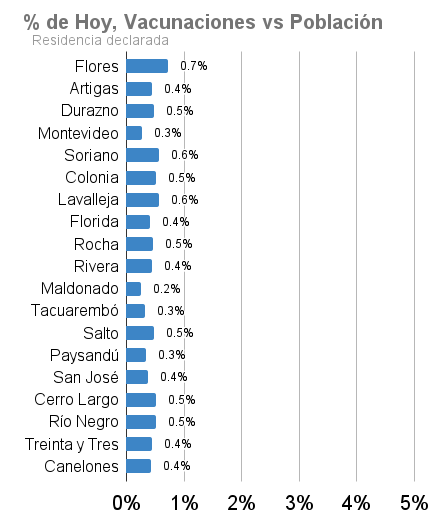 % de Hoy, Vacunaciones vs Población
Residencia declarada
Flores 0.7%
Artigas 0.4%
Durazno 0.5%
Montevideo 0.3%
Soriano 0.6%
Colonia 0.5%
Lavalleja 0.6%
Florida 0.4%
Rocha 0.5%
Rivera 0.4%
Maldonado 0.2%
Tacuarembó 0.3%
Salto 0.5%
Paysandú 0.3%
San José 0.4%
Cerro Largo 0.5%
Río Negro 0.5%
Treinta y Tres 0.4%
Canelones 0.4%
0% 1% 2% 3% 4% 5%